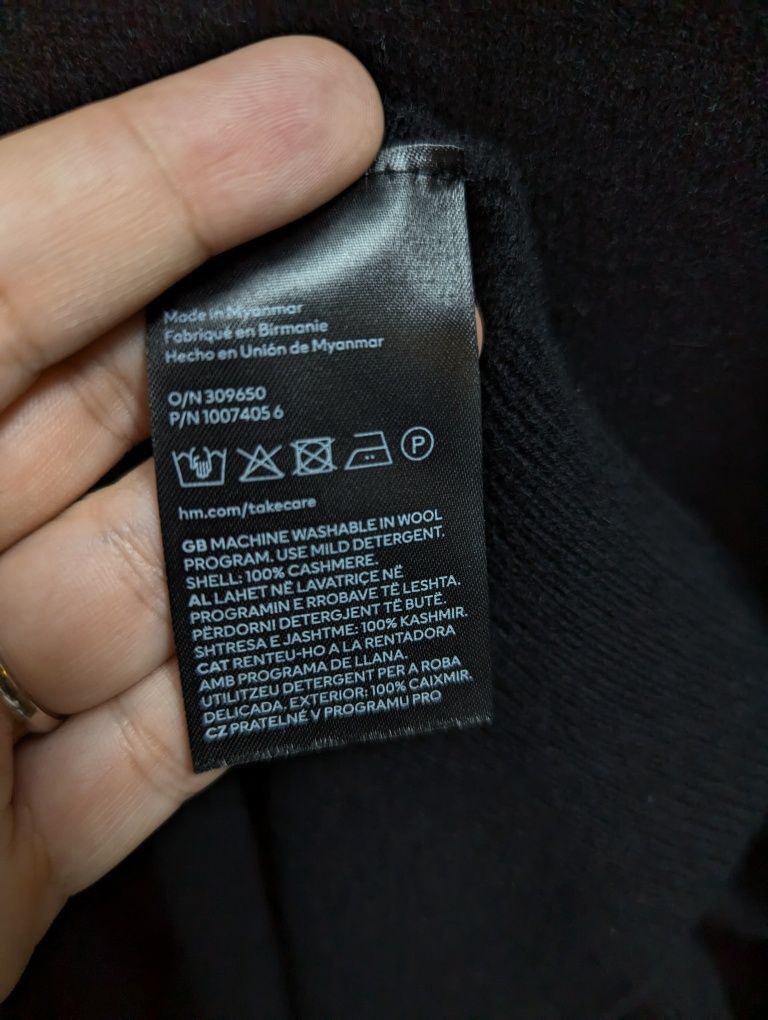 Made in Myanmar
Fabriqué en Birmanie
Hecho en Unión de Myanmar
O/N 309650
P/N 10074056
P
hm.com/takecare
GB MACHINE WASHABLE IN WOOL
PROGRAM. USE MILD DETERGENT.
SHELL: 100% CASHMERE.
AL LAHET NË LAVATRIÇE NË
PROGRAMIN E RROBAVE TË LESHTA.
PËRDORNI DETERGJENT TË BUTË.
SHTRESA E JASHTME: 100% KASHMIR.
CAT RENTEU-HO A LA RENTADORA
AMB PROGRAMA DE LLANA.
UTILITZEU DETERGENT PER A ROBA
DELICADA. EXTERIOR: 100% CAIXMIR.
CZ PRATELNÉ V PROGRAMU PRO